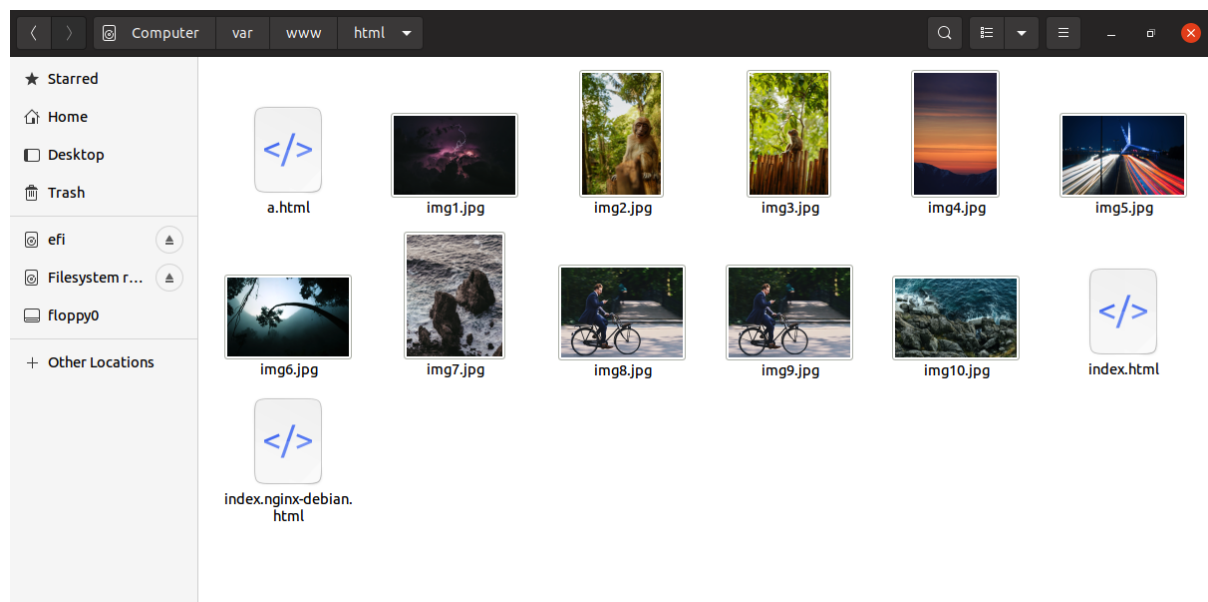 Computer var www html
Starred
Home
Desktop
Trash
efi
Filesystem r...
floppy0
Other Locations
</> a.html
img1.jpg
img2.jpg
img3.jpg
img4.jpg
img5.jpg
img6.jpg
img7.jpg
img8.jpg
img9.jpg
img10.jpg
</> index.html
</> index.nginx-debian.
html